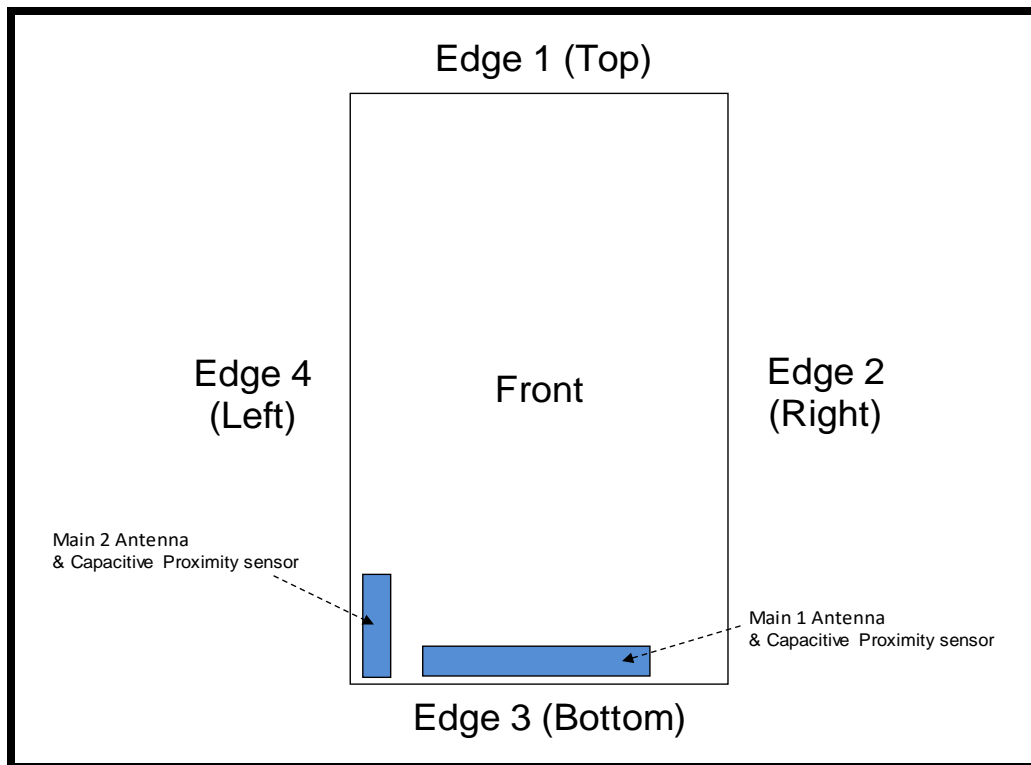 Edge 1 (Top)
Edge 4
(Left)
Front
Edge 2
(Right)
Main 2 Antenna
& Capacitive Proximity sensor
Main 1 Antenna
& Capacitive Proximity sensor
Edge 3 (Bottom)